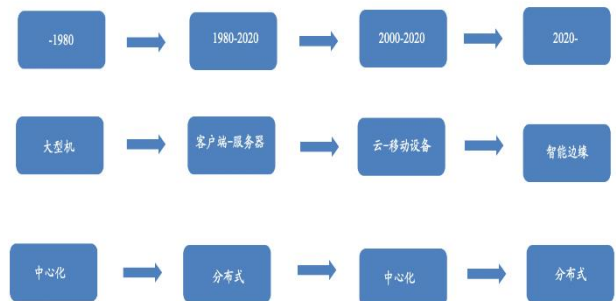 -1980
1980-2020
2000-2020
2020-
大型机
客户端-服务器
云-移动设备
智能边缘
中心化
分布式
中心化
分布式